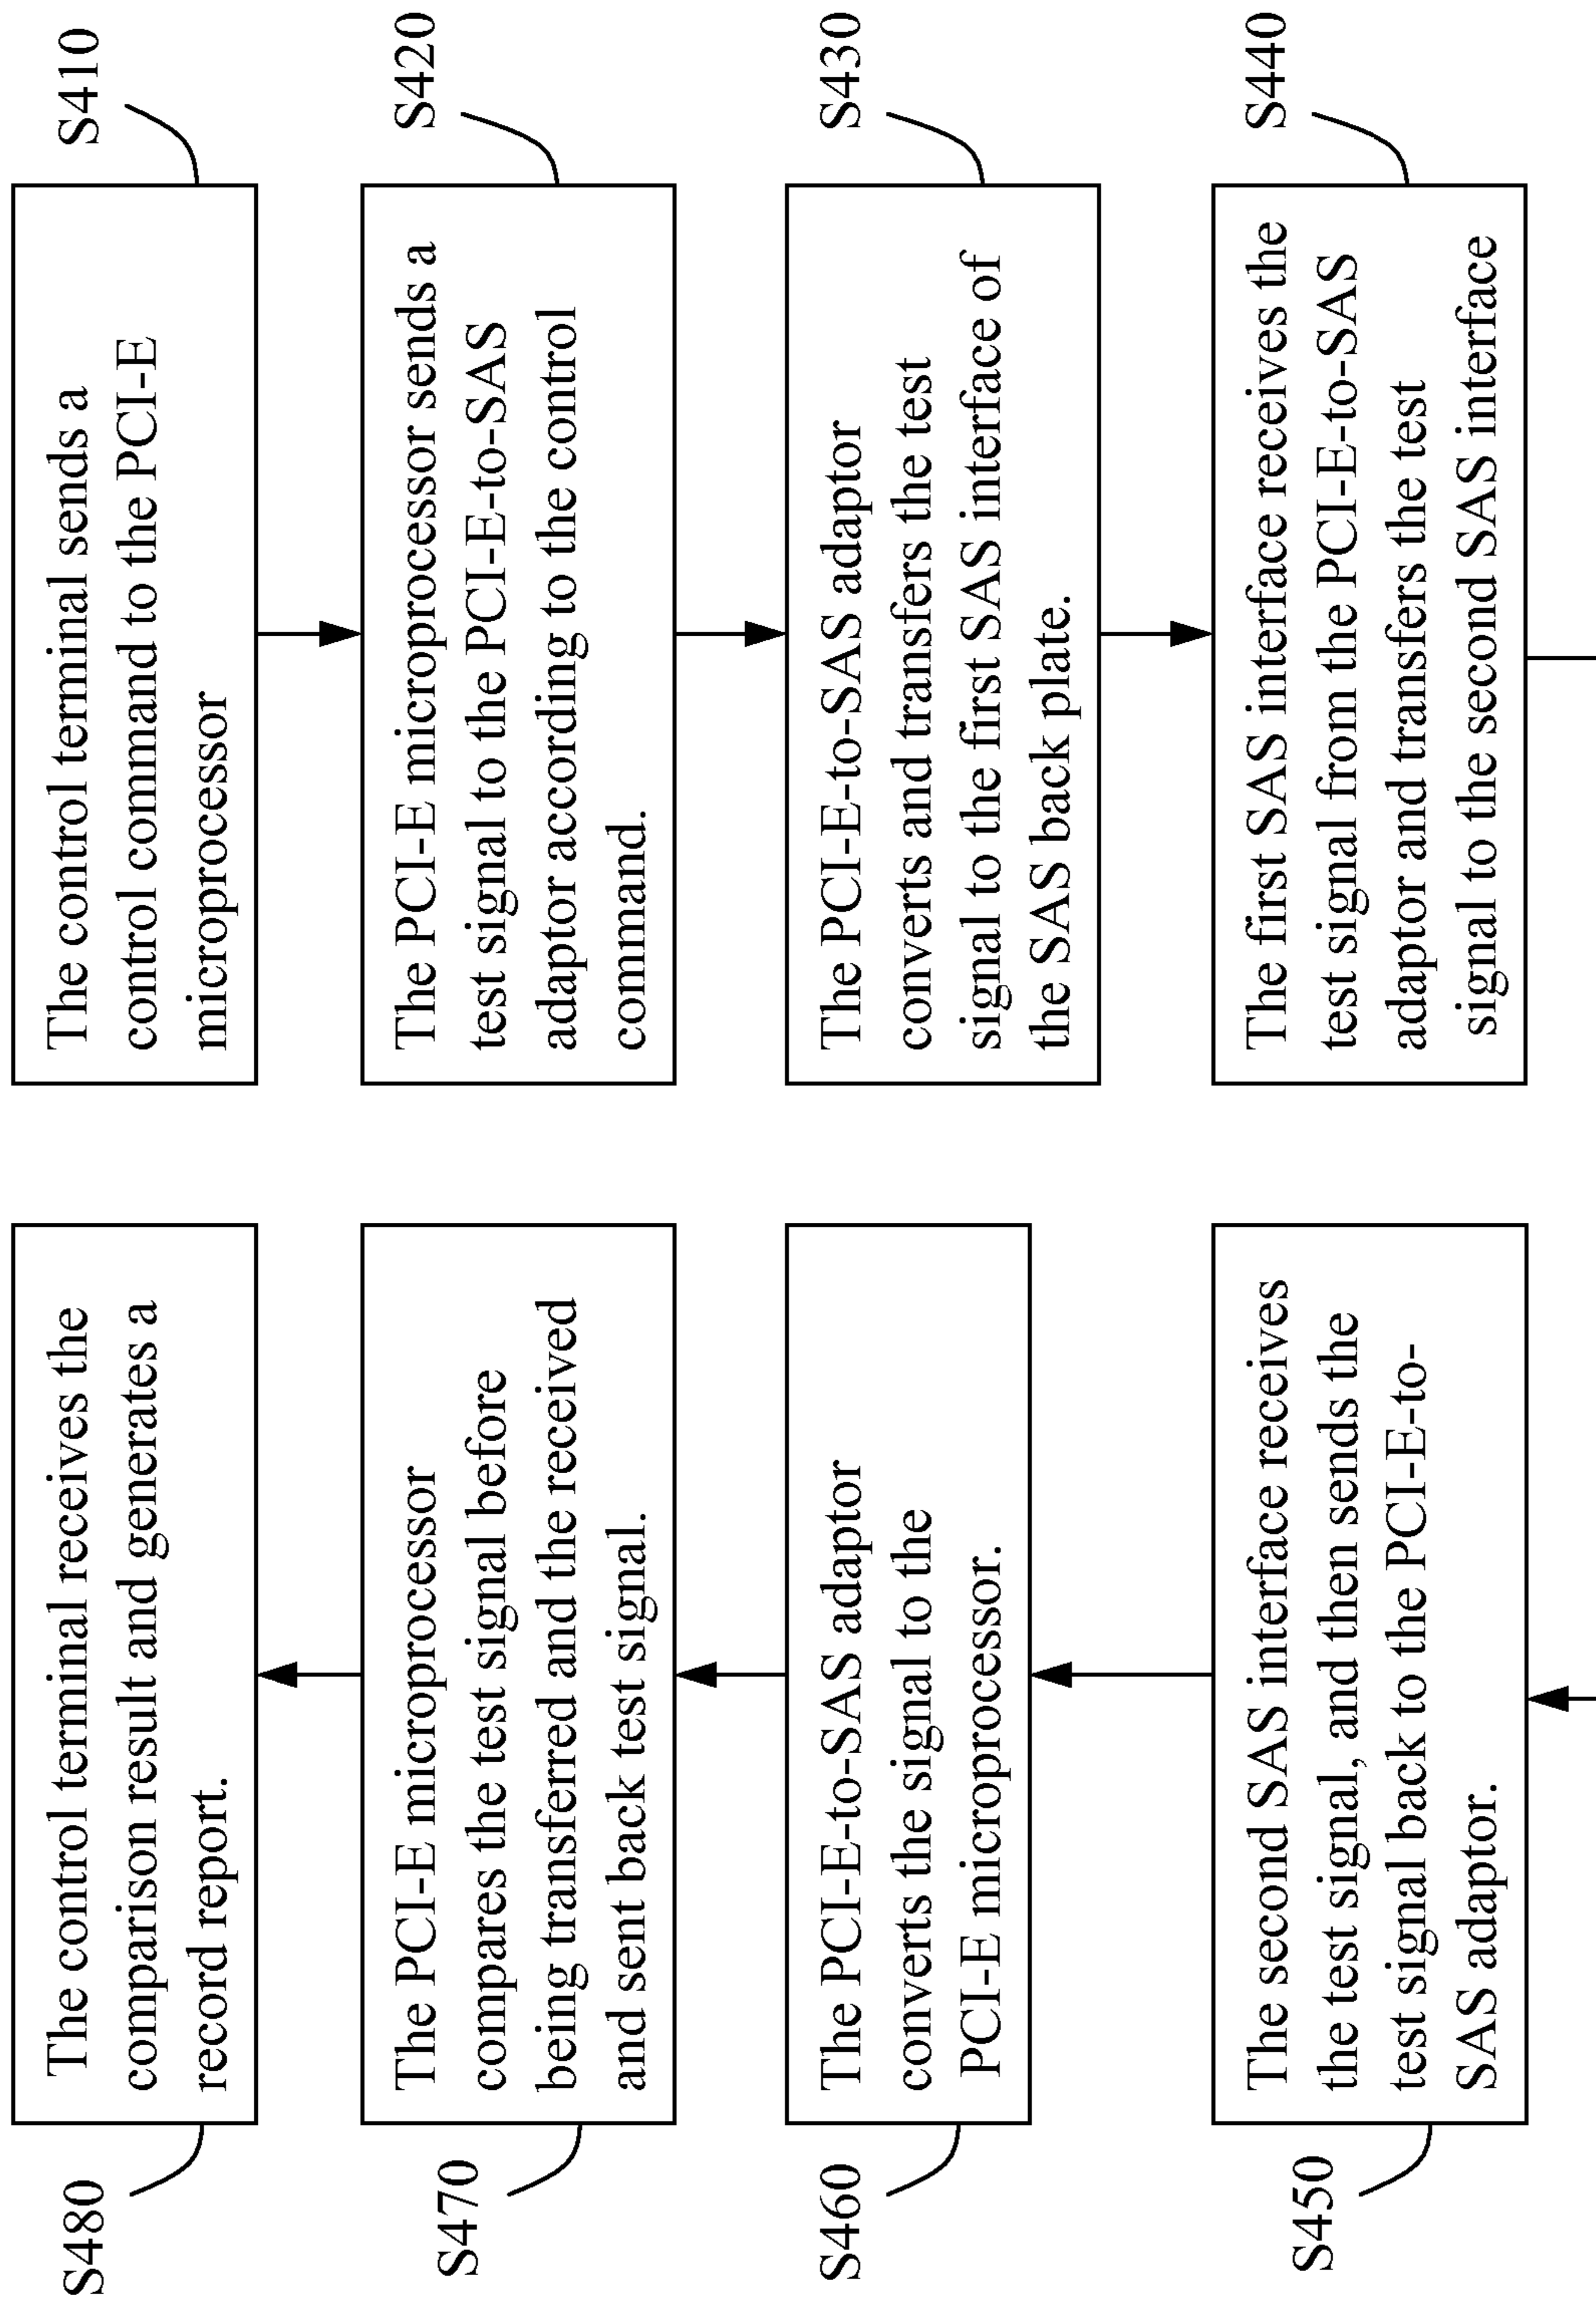 S410
The control terminal sends a
control command to the PCI-E
microprocessor
S420
The PCI-E microprocessor sends a
test signal to the PCI-E-to-SAS
adaptor according to the control
command.
S430
The PCI-E-to-SAS adaptor
converts and transfers the test
signal to the first SAS interface of
the SAS back plate.
S440
The first SAS interface receives the
test signal from the PCI-E-to-SAS
adaptor and transfers the test
signal to the second SAS interface
S450
The second SAS interface receives
the test signal, and then sends the
test signal back to the PCI-E-to-
SAS adaptor.
S460
The PCI-E-to-SAS adaptor
converts the signal to the
PCI-E microprocessor.
S470
The PCI-E microprocessor
compares the test signal before
being transferred and the received
and sent back test signal.
S480
The control terminal receives the
comparison result and generates a
record report.